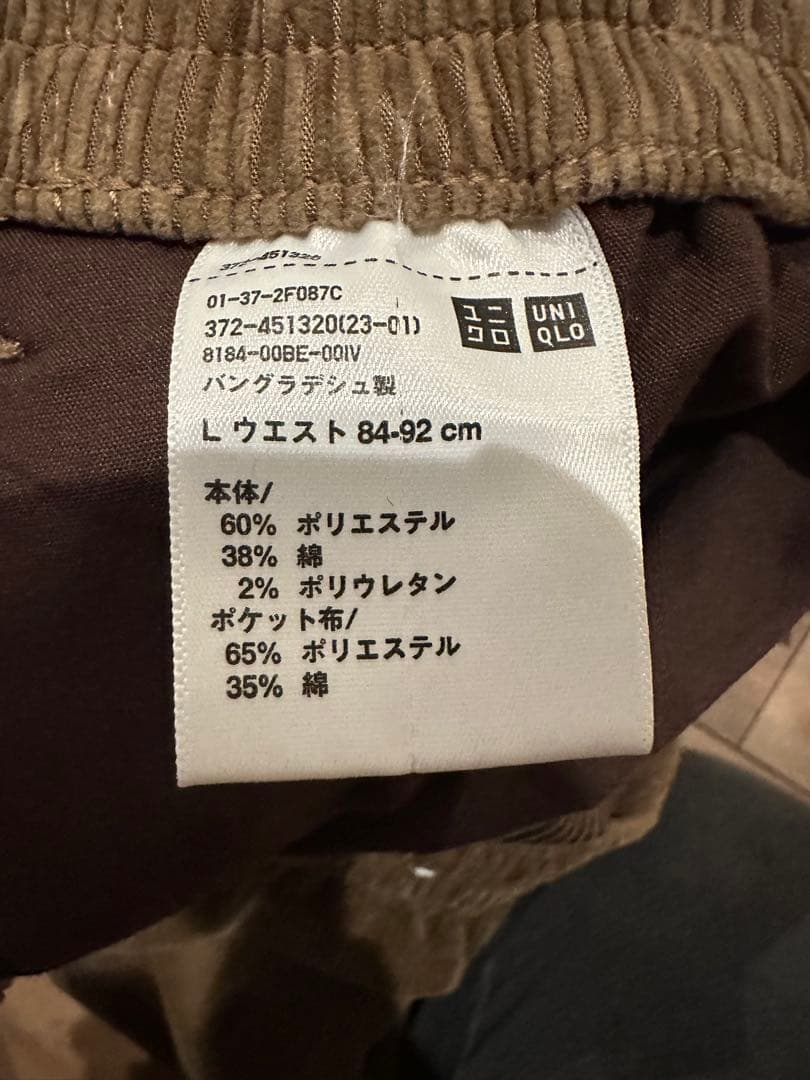 372-451320
01-37-2F087C
372-451320(23-01)
8184-00BE-00IV
バングラデシュ製
ユニクロ
UNIQLO
L ウエスト 84-92 cm
本体/
60% ポリエステル
38% 綿
2% ポリウレタン
ポケット布/
65% ポリエステル
35% 綿